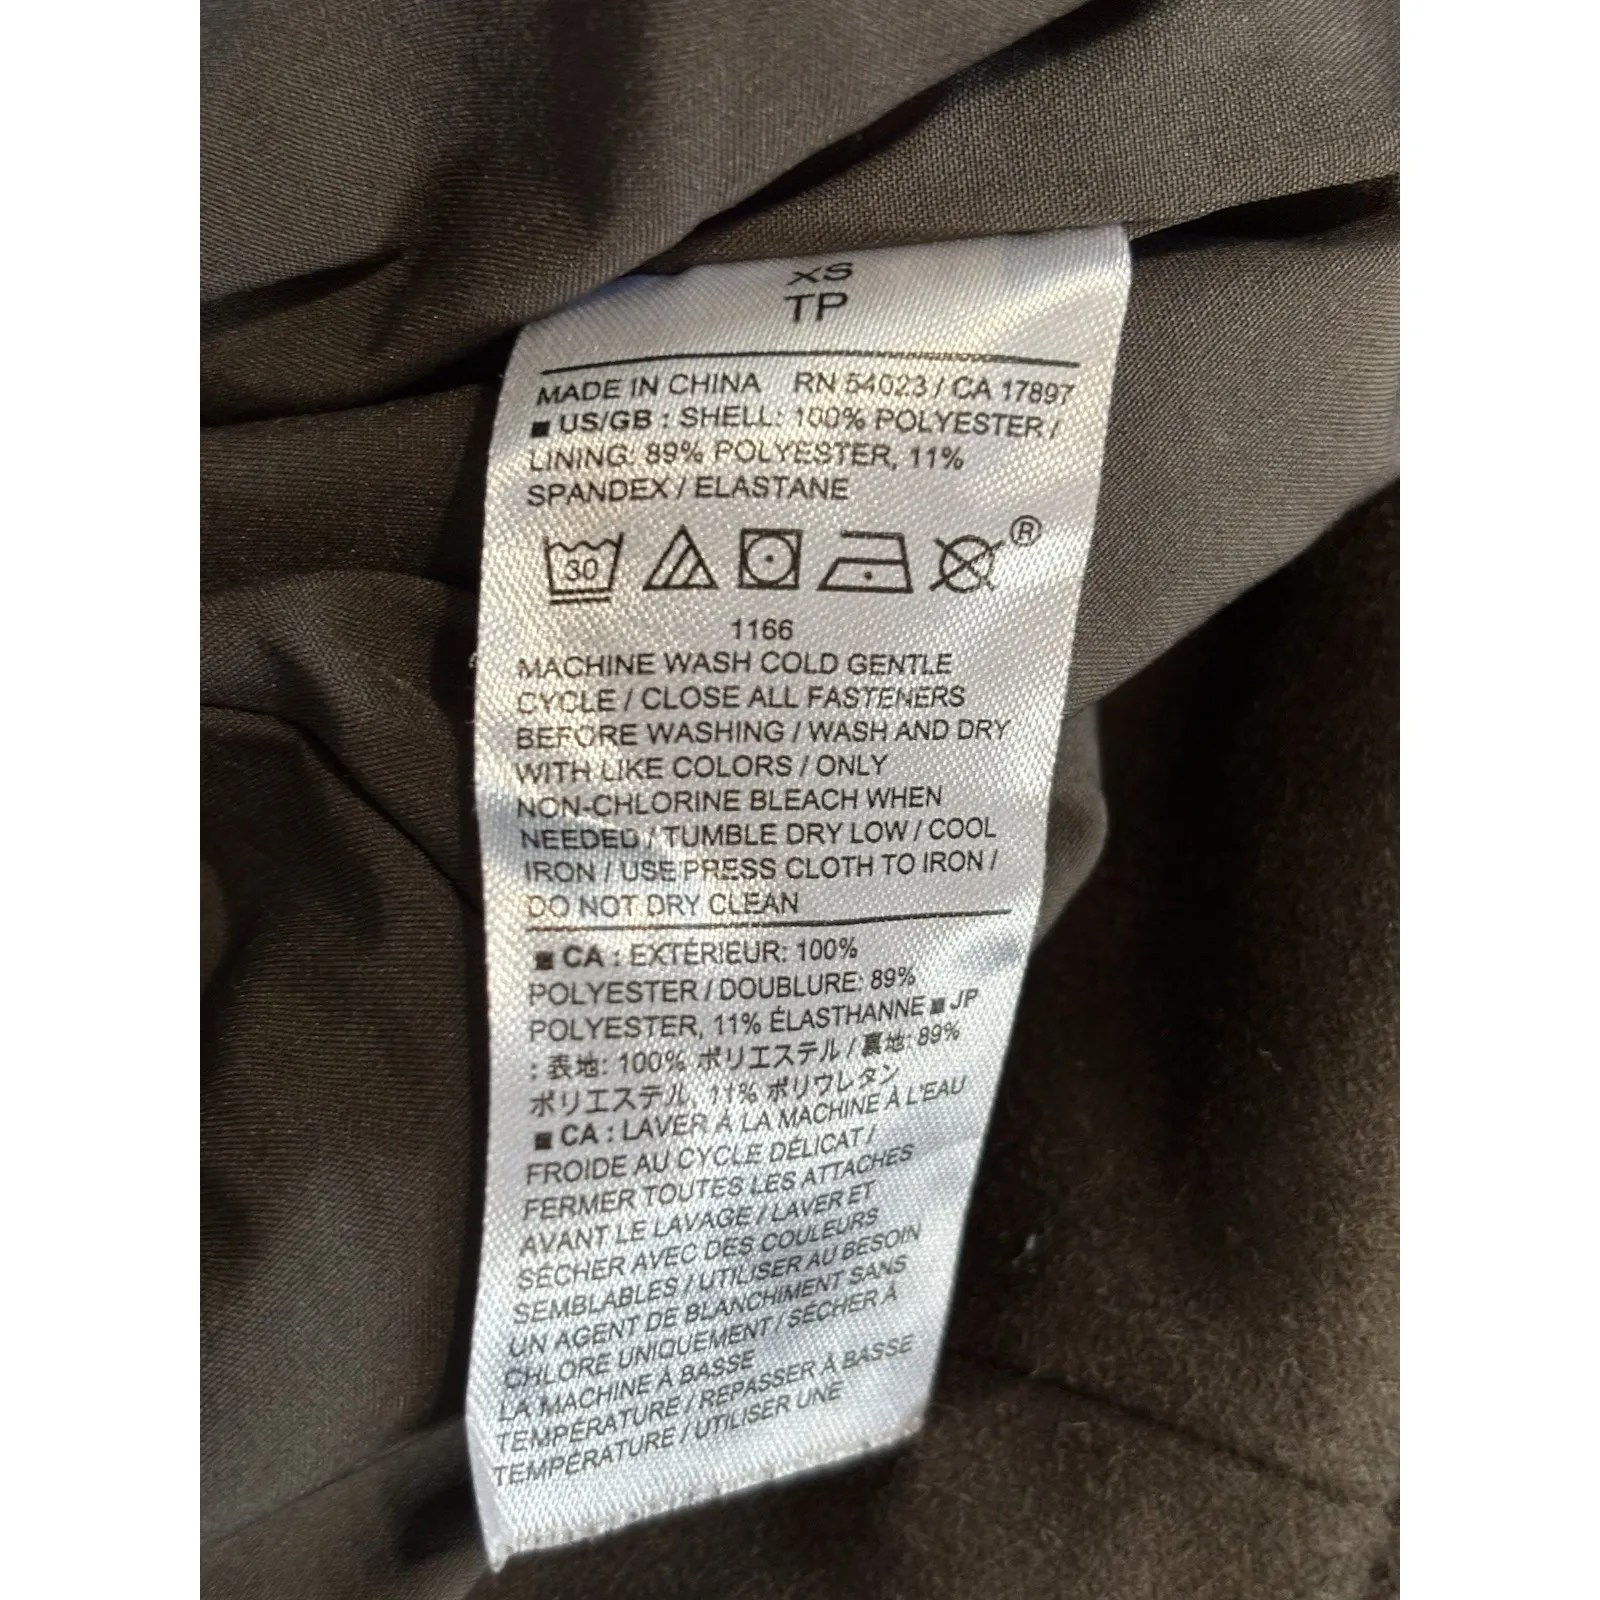 XS
TP
MADE IN CHINA RN 54023 / CA 17897
■ US/GB : SHELL: 100% POLYESTER /
LINING: 89% POLYESTER, 11%
SPANDEX / ELASTANE
30
®
1166
MACHINE WASH COLD GENTLE
CYCLE / CLOSE ALL FASTENERS
BEFORE WASHING / WASH AND DRY
WITH LIKE COLORS / ONLY
NON-CHLORINE BLEACH WHEN
NEEDED / TUMBLE DRY LOW / COOL
IRON / USE PRESS CLOTH TO IRON /
DO NOT DRY CLEAN
■ CA : EXTÉRIEUR: 100%
POLYESTER / DOUBLURE: 89%
POLYESTER, 11% ÉLASTHANNE ■ JP
: 表地: 100% ポリエステル / 裏地: 89%
ポリエステル, 11% ポリウレタン
■ CA : LAVER À LA MACHINE À L'EAU
FROIDE AU CYCLE DÉLICAT /
FERMER TOUTES LES ATTACHES
AVANT LE LAVAGE / LAVER ET
SÉCHER AVEC DES COULEURS
SEMBLABLES / UTILISER AU BESOIN
UN AGENT DE BLANCHIMENT SANS
CHLORE UNIQUEMENT / SÉCHER À
LA MACHINE À BASSE
TEMPÉRATURE / REPASSER À BASSE
TEMPÉRATURE / UTILISER UNE